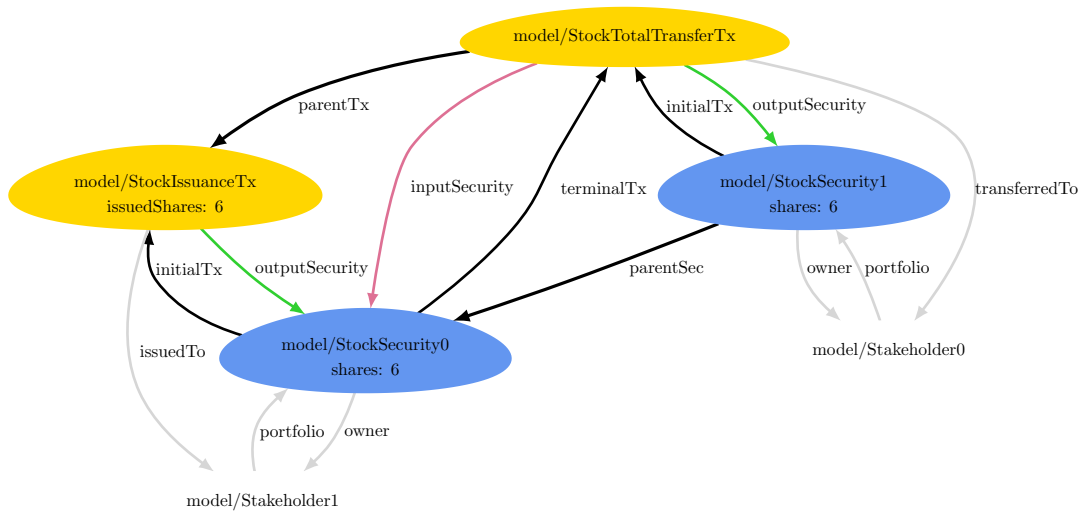 model/StockTotalTransferTx
parentTx
initialTx
outputSecurity
model/StockIssuanceTx
issuedShares: 6
inputSecurity
terminalTx
model/StockSecurity1
shares: 6
transferredTo
initialTx
outputSecurity
parentSec
owner
portfolio
issuedTo
model/StockSecurity0
shares: 6
model/Stakeholder0
portfolio
owner
model/Stakeholder1